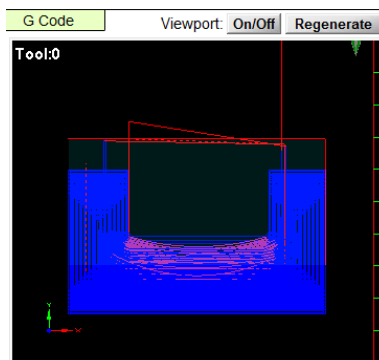 G Code
Viewport: On/Off Regenerate
Tool:0
Y
X